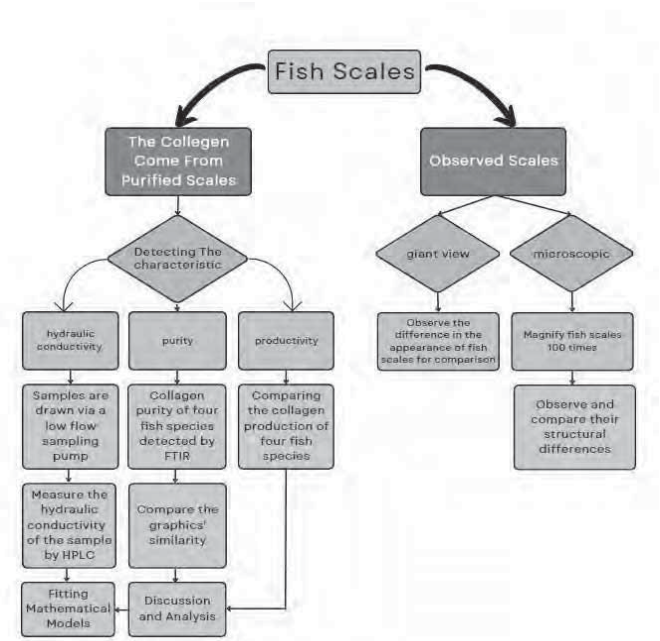 Fish Scales
The Collegen
Come From
Purified Scales
Observed Scales
Detecting The
characteristic
giant view
microscopic
hydraulic
conductivity
purity
productivity
Observe the
difference in the
appearance of fish
scales for comparison
Magnify fish scales
100 times
Samples are
drawn via a
low flow
sampling
pump
Collagen
purity of four
fish species
detected by
FTIR
Comparing
the collagen
production of
four fish
species
Observe and
compare their
structural
differences
Measure the
hydraulic
conductivity
of the sample
by HPLC
Compare the
graphics'
similarity
Fitting
Mathematical
Models
Discussion
and Analysis